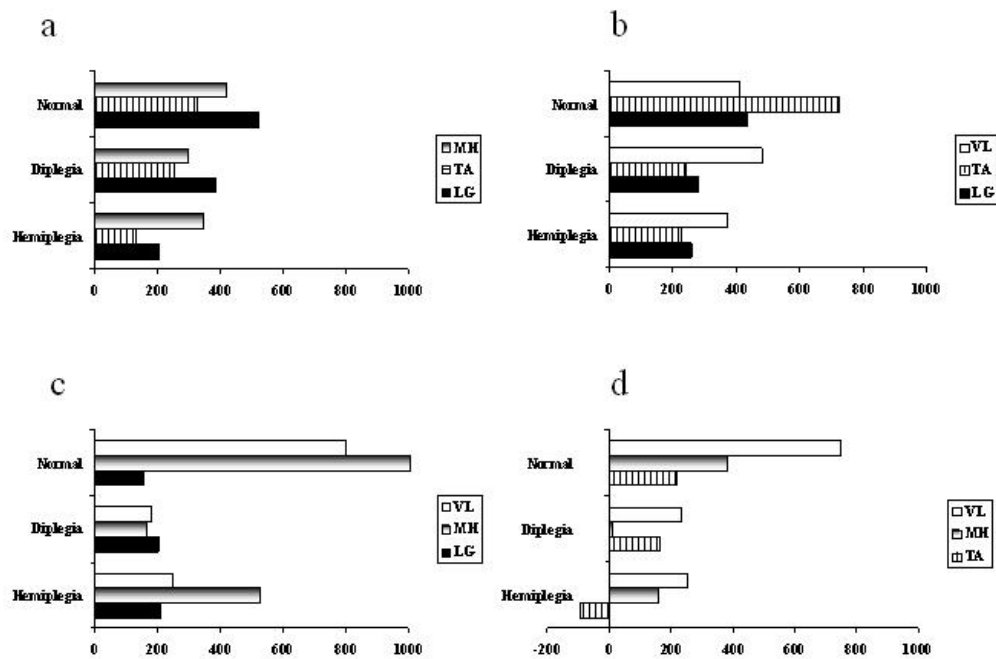 a
Normal
Diplegia
Hemiplegia
0 200 400 600 800 1000
MH
TA
LG
b
Normal
Diplegia
Hemiplegia
0 200 400 600 800 1000
VL
TA
LG
c
Normal
Diplegia
Hemiplegia
0 200 400 600 800 1000
VL
MH
LG
d
Normal
Diplegia
Hemiplegia
-200 0 200 400 600 800 1000
VL
MH
TA